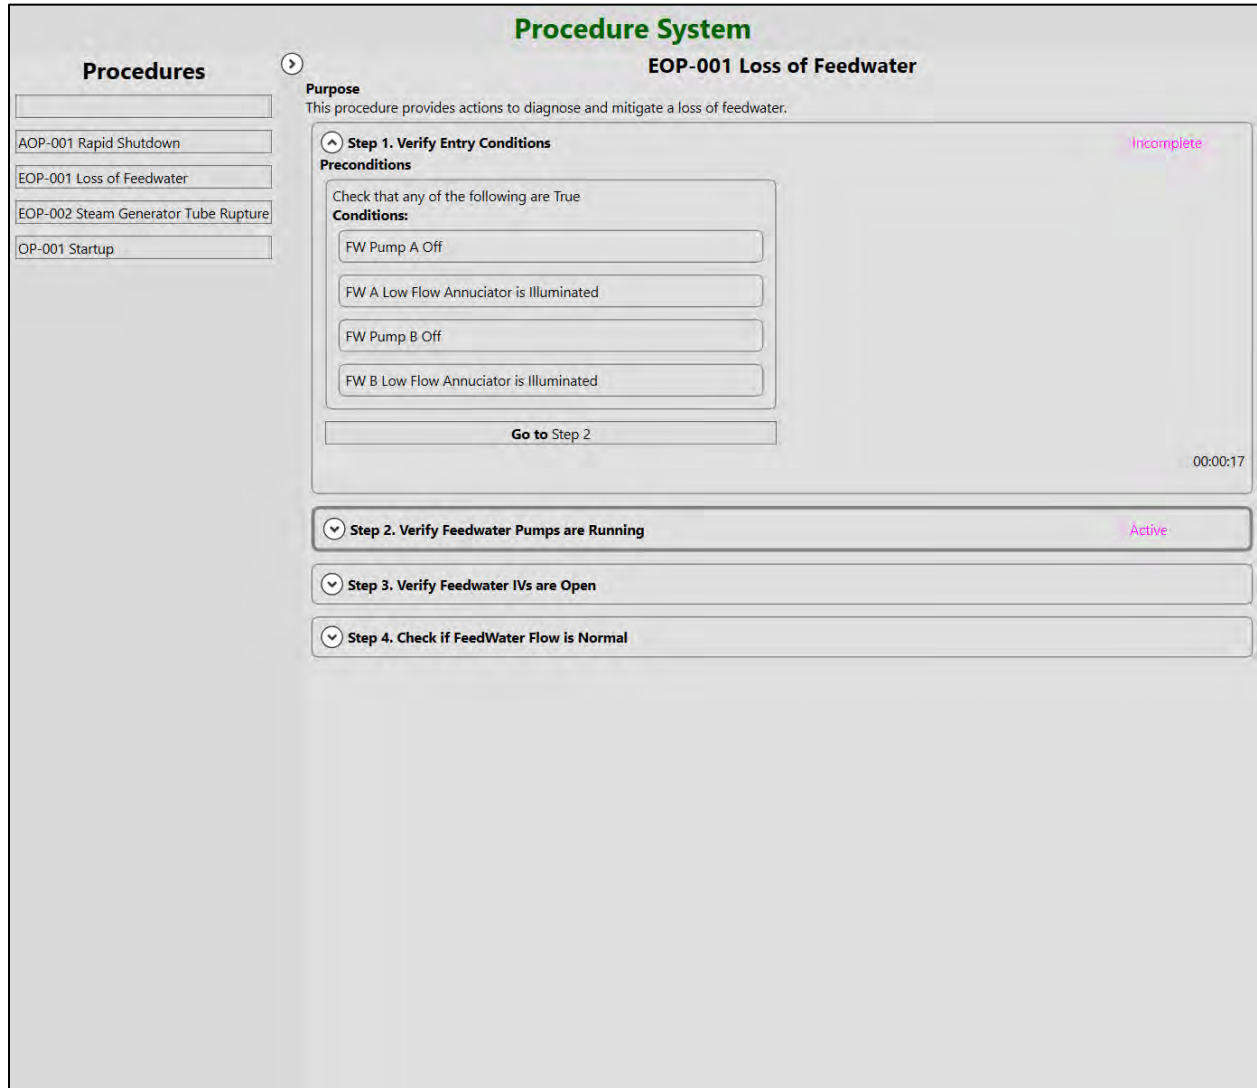 Procedure System
Procedures
AOP-001 Rapid Shutdown
EOP-001 Loss of Feedwater
EOP-002 Steam Generator Tube Rupture
OP-001 Startup
EOP-001 Loss of Feedwater
Purpose
This procedure provides actions to diagnose and mitigate a loss of feedwater.
Step 1. Verify Entry Conditions Incomplete
Preconditions
Check that any of the following are True
Conditions:
FW Pump A Off
FW A Low Flow Annuciator is Illuminated
FW Pump B Off
FW B Low Flow Annuciator is Illuminated
Go to Step 2
00:00:17
Step 2. Verify Feedwater Pumps are Running Active
Step 3. Verify Feedwater IVs are Open
Step 4. Check if FeedWater Flow is Normal